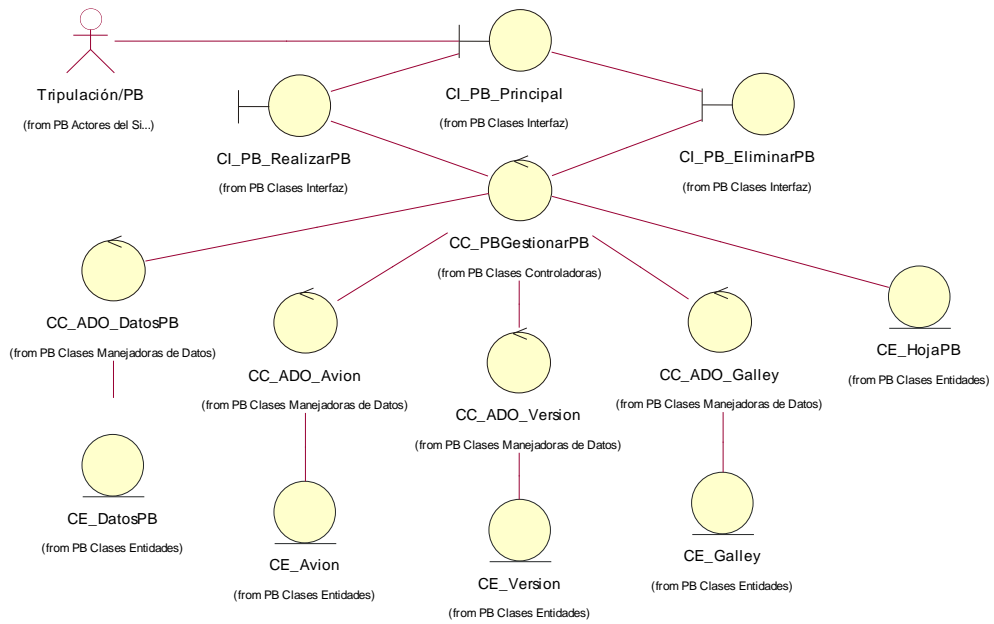 Tripulación/PB
(from PB Actores del Si...)
CI_PB_Principal
(from PB Clases Interfaz)
CI_PB_RealizarPB
(from PB Clases Interfaz)
CI_PB_EliminarPB
(from PB Clases Interfaz)
CC_PBGestionarPB
(from PB Clases Controladoras)
CC_ADO_DatosPB
(from PB Clases Manejadoras de Datos)
CC_ADO_Avion
(from PB Clases Manejadoras de Datos)
CC_ADO_Version
(from PB Clases Manejadoras de Datos)
CC_ADO_Galley
(from PB Clases Manejadoras de Datos)
CE_HojaPB
(from PB Clases Entidades)
CE_DatosPB
(from PB Clases Entidades)
CE_Avion
(from PB Clases Entidades)
CE_Version
(from PB Clases Entidades)
CE_Galley
(from PB Clases Entidades)